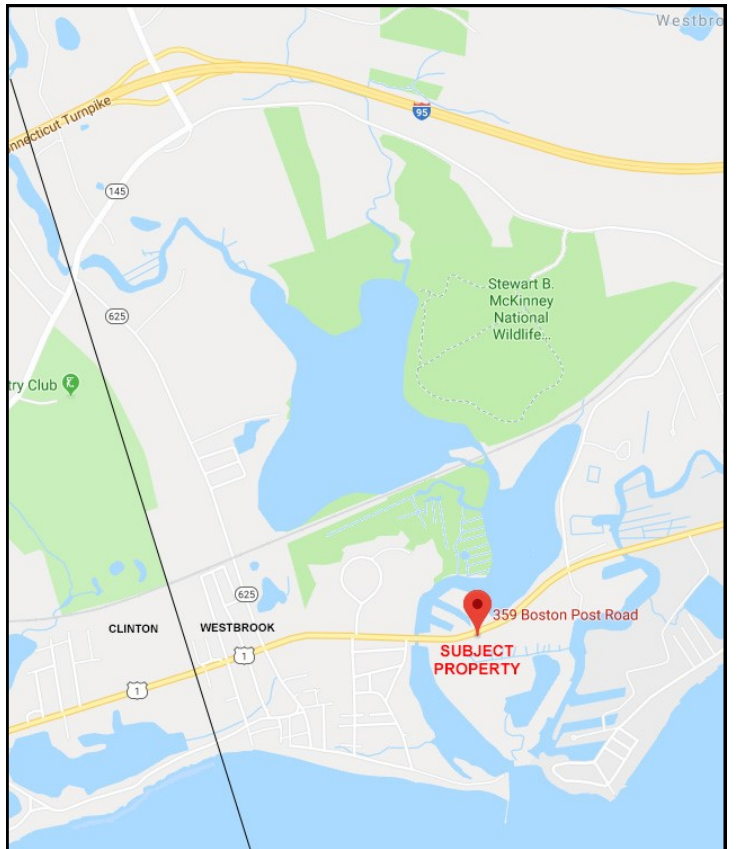 Westbro
95
onnecticut Turnpike
145
Stewart B.
McKinney
National
Wildlife...
625
try Club
625
359 Boston Post Road
CLINTON
WESTBROOK
SUBJECT
PROPERTY
1
1